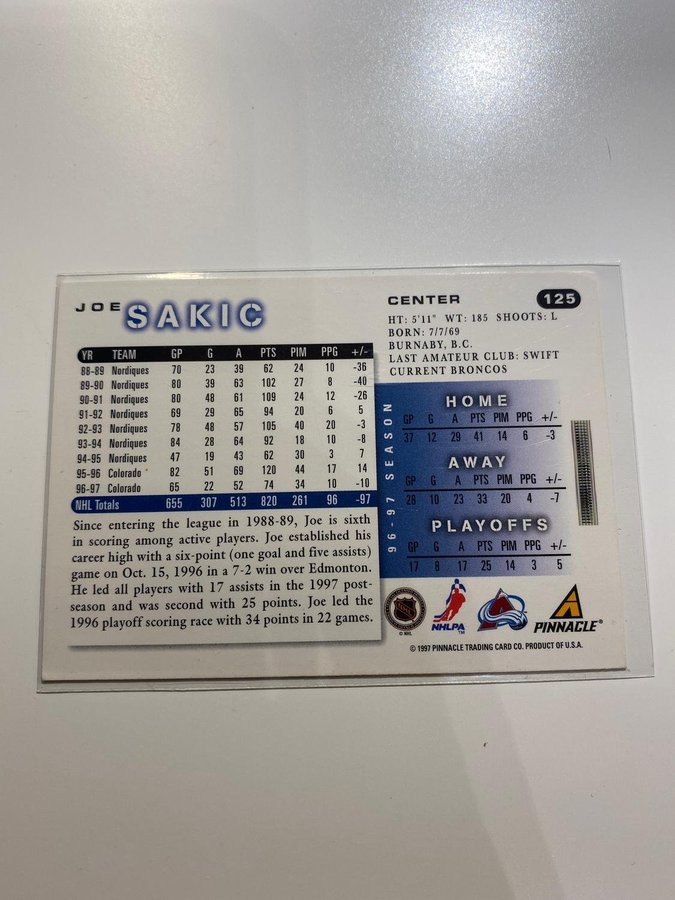 JOE SAKIC
YR TEAM GP G A PTS PIM PPG +/-
88-89 Nordiques 70 23 39 62 24 10 -36
89-90 Nordiques 80 39 63 102 27 8 -40
90-91 Nordiques 80 48 61 109 24 12 -26
91-92 Nordiques 69 29 65 94 20 6 5
92-93 Nordiques 78 48 57 105 40 20 -3
93-94 Nordiques 84 28 64 92 18 10 -8
94-95 Nordiques 47 19 43 62 30 3 7
95-96 Colorado 82 51 69 120 44 17 14
96-97 Colorado 65 22 52 74 34 10 -10
NHL Totals 655 307 513 820 261 96 -97
Since entering the league in 1988-89, Joe is sixth
in scoring among active players. Joe established his
career high with a six-point (one goal and five assists)
game on Oct. 15, 1996 in a 7-2 win over Edmonton.
He led all players with 17 assists in the 1997 post-
season and was second with 25 points. Joe led the
1996 playoff scoring race with 34 points in 22 games.
CENTER 125
HT: 5'11" WT: 185 SHOOTS: L
BORN: 7/7/69
BURNABY, B.C.
LAST AMATEUR CLUB: SWIFT
CURRENT BRONCOS
96-97 SEASON
HOME
GP G A PTS PIM PPG +/-
37 12 29 41 14 6 -3
AWAY
GP G A PTS PIM PPG +/-
28 10 23 33 20 4 -7
PLAYOFFS
GP G A PTS PIM PPG +/-
17 8 17 25 14 3 5
© NHL
NHLPA™
PINNACLE®
© 1997 PINNACLE TRADING CARD CO. PRODUCT OF U.S.A.